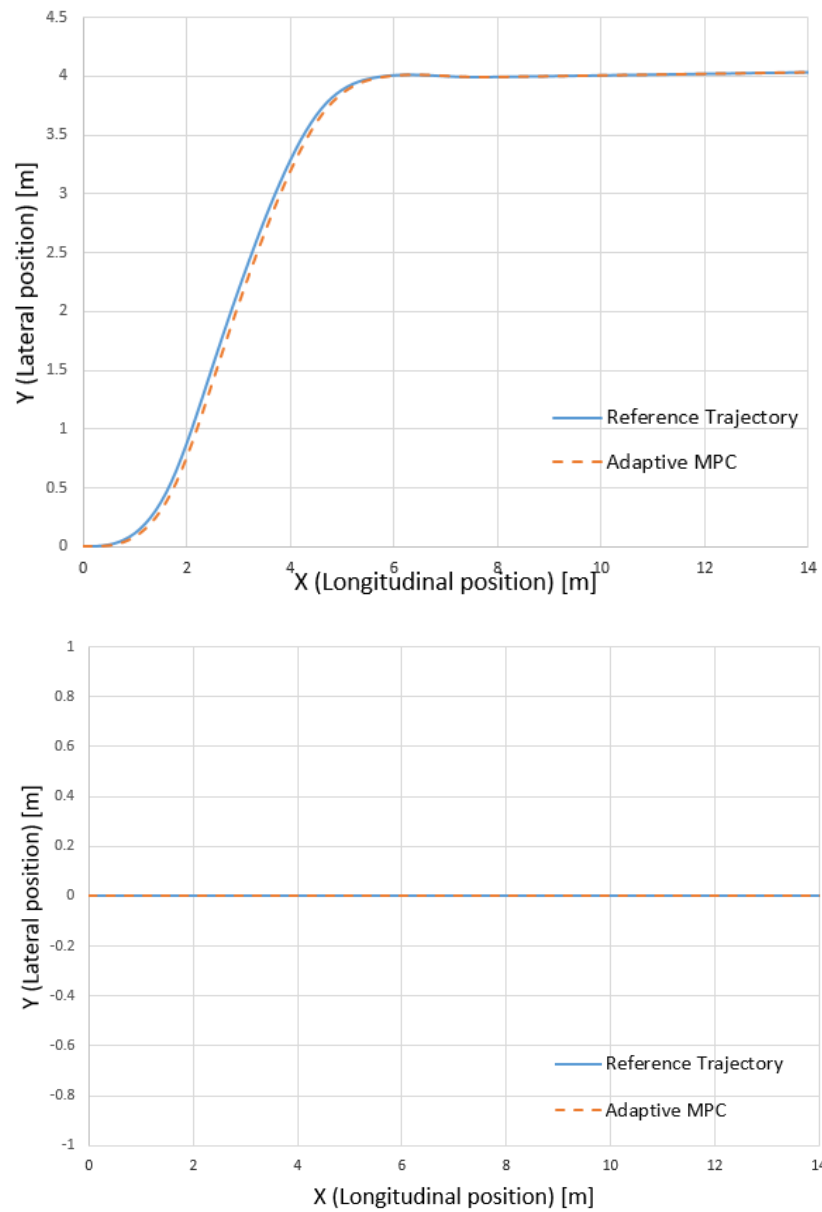 4.5
4
3.5
3
2.5
2
1.5
1
0.5
0
Y (Lateral position) [m]
Reference Trajectory
Adaptive MPC
0 2 4 6 8 10 12 14
X (Longitudinal position) [m]
1
0.8
0.6
0.4
0.2
0
-0.2
-0.4
-0.6
-0.8
-1
Y (Lateral position) [m]
Reference Trajectory
Adaptive MPC
0 2 4 6 8 10 12 14
X (Longitudinal position) [m]